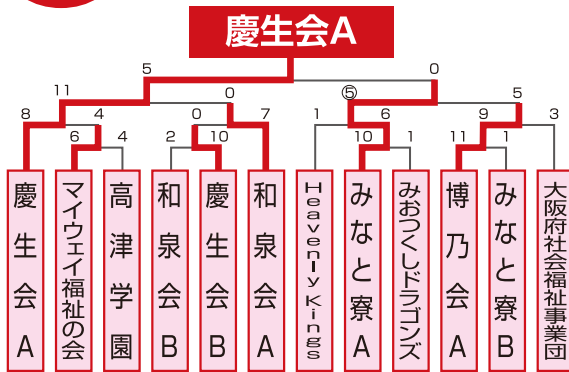 慶生会A
5 0
11 0 ⑤ 5
8 4 0 7 1 6 9 3
6 4 2 10 10 1 11 1
慶生会A
マイウェイ福祉の会
高津学園
和泉会B
慶生会B
和泉会A
Heavenly Kings
みなと寮A
みおつくしドラゴンズ
博乃会A
みなと寮B
大阪府社会福祉事業団